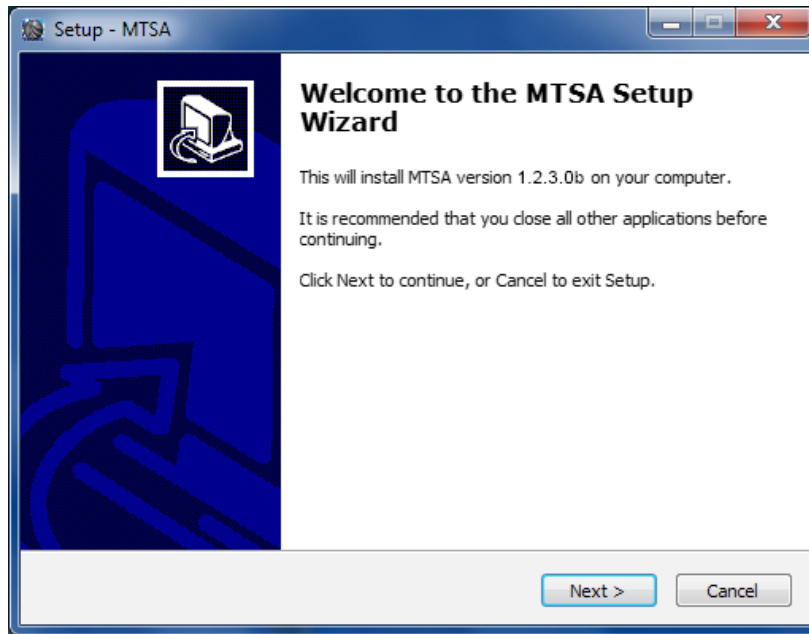 Setup - MTSA
Welcome to the MTSA Setup
Wizard
This will install MTSA version 1.2.3.0b on your computer.
It is recommended that you close all other applications before
continuing.
Click Next to continue, or Cancel to exit Setup.
Next >
Cancel